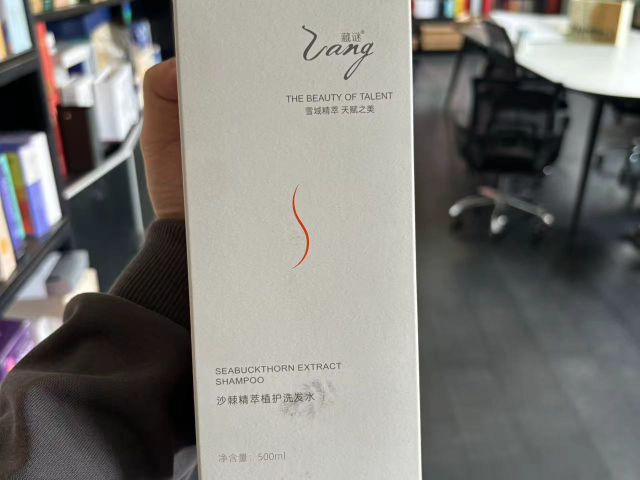 藏谜®
Zang
THE BEAUTY OF TALENT
雪域精萃 天赋之美
SEABUCKTHORN EXTRACT
SHAMPOO
沙棘精萃植护洗发水
净含量：500ml